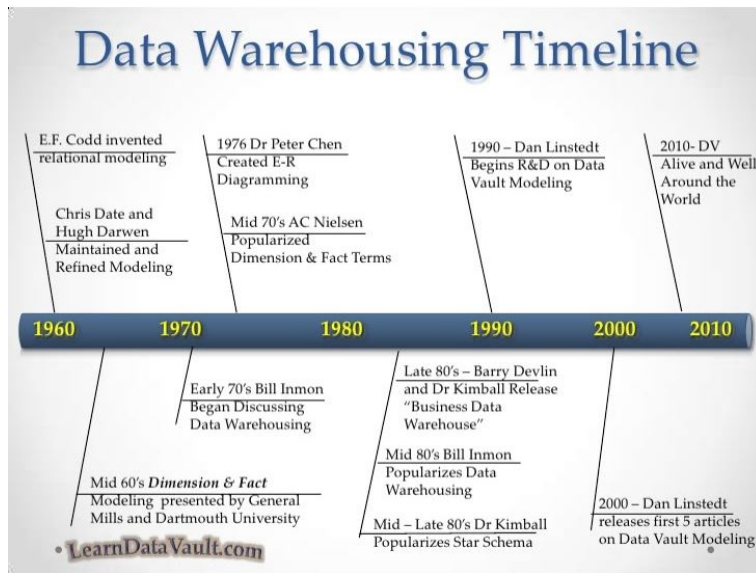 Data Warehousing Timeline
E.F. Codd invented
relational modeling
Chris Date and
Hugh Darwen
Maintained and
Refined Modeling
1976 Dr Peter Chen
Created E-R
Diagramming
Mid 70's AC Nielsen
Popularized
Dimension & Fact Terms
1990 – Dan Linstedt
Begins R&D on Data
Vault Modeling
2010- DV
Alive and Well
Around the
World
1960 1970 1980 1990 2000 2010
Early 70's Bill Inmon
Began Discussing
Data Warehousing
Mid 60's Dimension & Fact
Modeling presented by General
Mills and Dartmouth University
Late 80's – Barry Devlin
and Dr Kimball Release
"Business Data
Warehouse"
Mid 80's Bill Inmon
Popularizes Data
Warehousing
Mid – Late 80's Dr Kimball
Popularizes Star Schema
2000 – Dan Linstedt
releases first 5 articles
on Data Vault Modeling
LearnDataVault.com